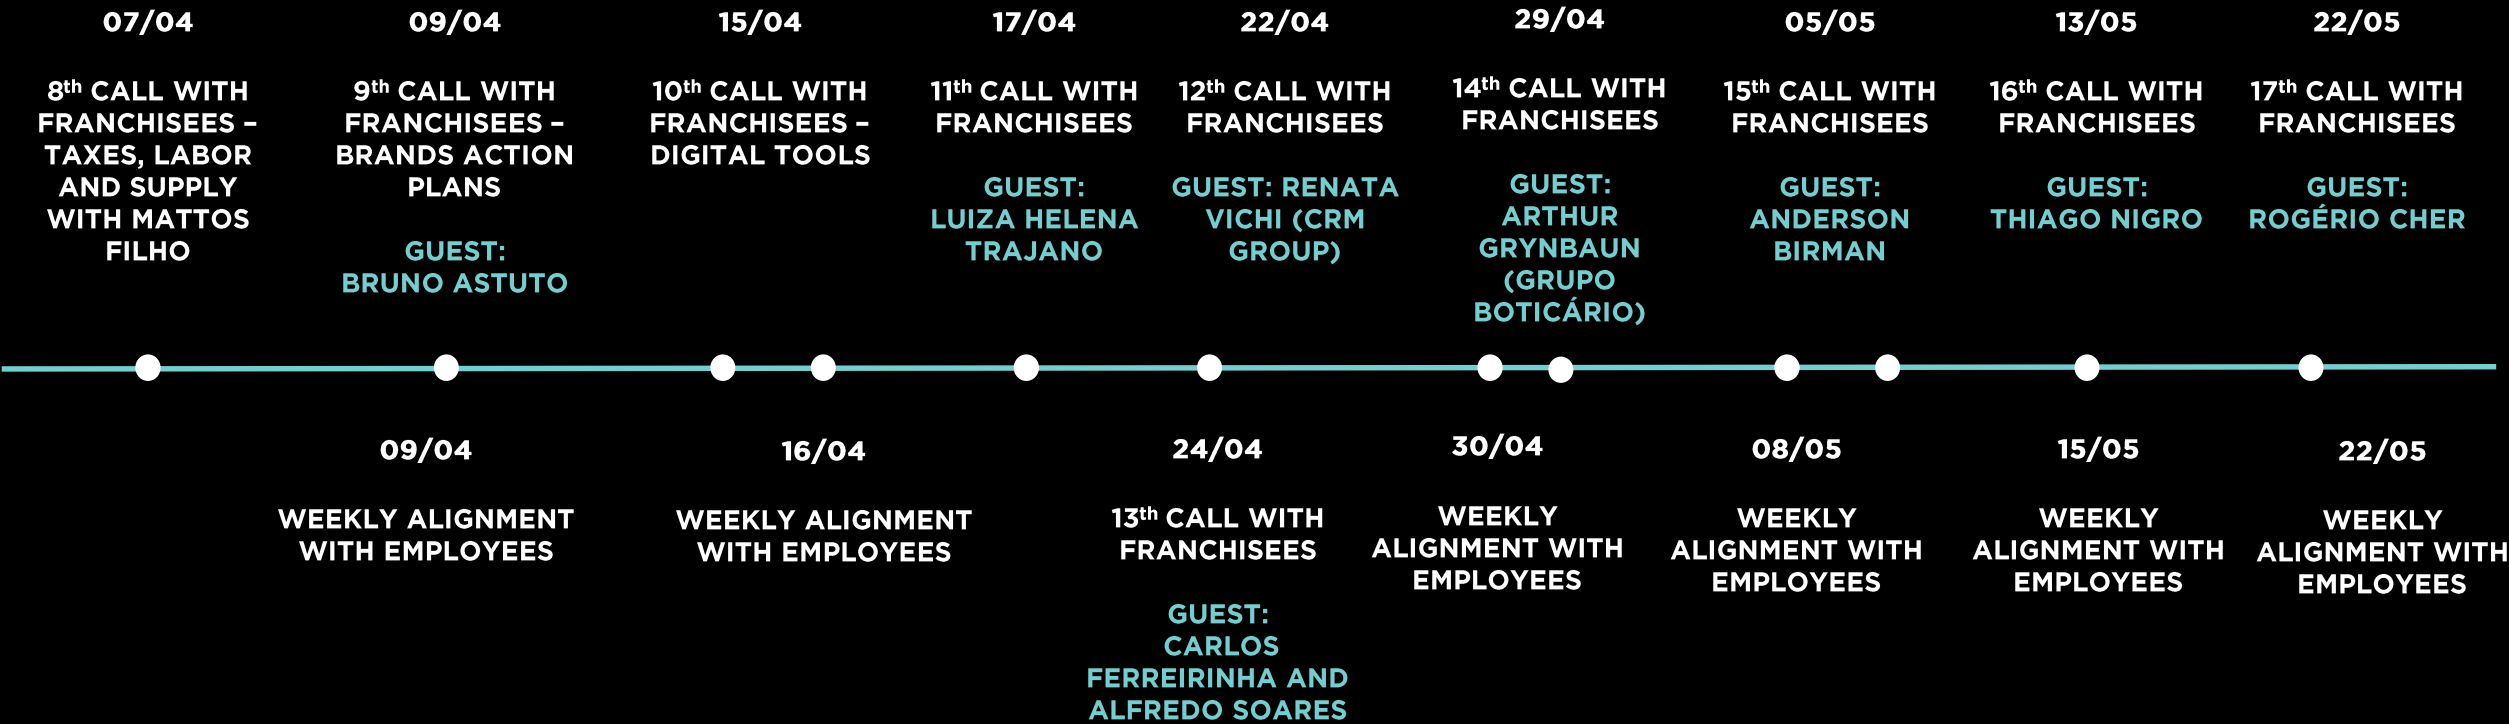 07/04
8th CALL WITH
FRANCHISEES –
TAXES, LABOR
AND SUPPLY
WITH MATTOS
FILHO
09/04
9th CALL WITH
FRANCHISEES –
BRANDS ACTION
PLANS
GUEST:
BRUNO ASTUTO
15/04
10th CALL WITH
FRANCHISEES –
DIGITAL TOOLS
17/04
11th CALL WITH
FRANCHISEES
GUEST:
LUIZA HELENA
TRAJANO
22/04
12th CALL WITH
FRANCHISEES
GUEST: RENATA
VICHI (CRM
GROUP)
29/04
14th CALL WITH
FRANCHISEES
GUEST:
ARTHUR
GRYNBAUN
(GRUPO
BOTICÁRIO)
05/05
15th CALL WITH
FRANCHISEES
GUEST:
ANDERSON
BIRMAN
13/05
16th CALL WITH
FRANCHISEES
GUEST:
THIAGO NIGRO
22/05
17th CALL WITH
FRANCHISEES
GUEST:
ROGÉRIO CHER
09/04
WEEKLY ALIGNMENT
WITH EMPLOYEES
16/04
WEEKLY ALIGNMENT
WITH EMPLOYEES
24/04
13th CALL WITH
FRANCHISEES
GUEST:
CARLOS
FERREIRINHA AND
ALFREDO SOARES
30/04
WEEKLY
ALIGNMENT WITH
EMPLOYEES
08/05
WEEKLY
ALIGNMENT WITH
EMPLOYEES
15/05
WEEKLY
ALIGNMENT WITH
EMPLOYEES
22/05
WEEKLY
ALIGNMENT WITH
EMPLOYEES